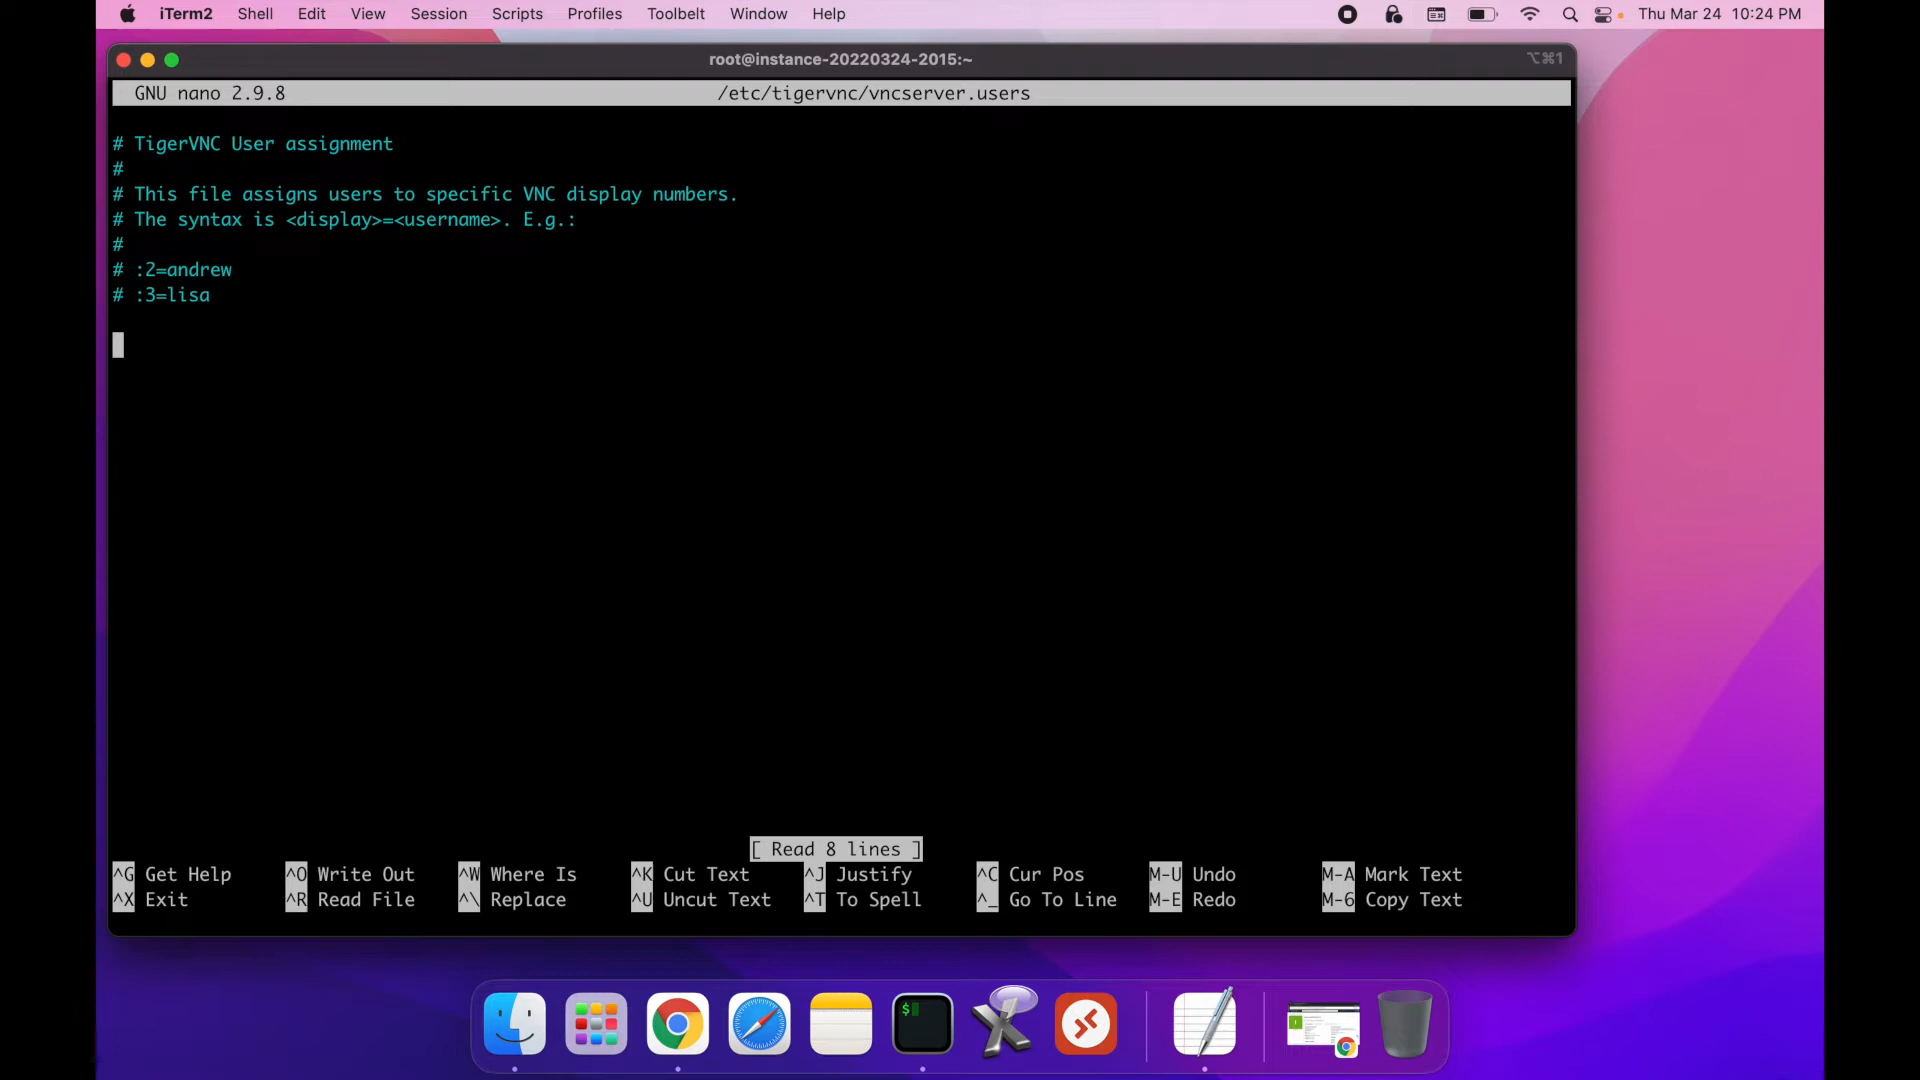 iTerm2 Shell Edit View Session Scripts Profiles Toolbelt Window Help Thu Mar 24 10:24 PM
root@instance-20220324-2015:~ ⌥⌘1
GNU nano 2.9.8 /etc/tigervnc/vncserver.users
# TigerVNC User assignment
#
# This file assigns users to specific VNC display numbers.
# The syntax is <display>=<username>. E.g.:
#
# :2=andrew
# :3=lisa
[ Read 8 lines ]
^G Get Help ^O Write Out ^W Where Is ^K Cut Text ^J Justify ^C Cur Pos M-U Undo M-A Mark Text
^X Exit ^R Read File ^\ Replace ^U Uncut Text ^T To Spell ^_ Go To Line M-E Redo M-6 Copy Text
$